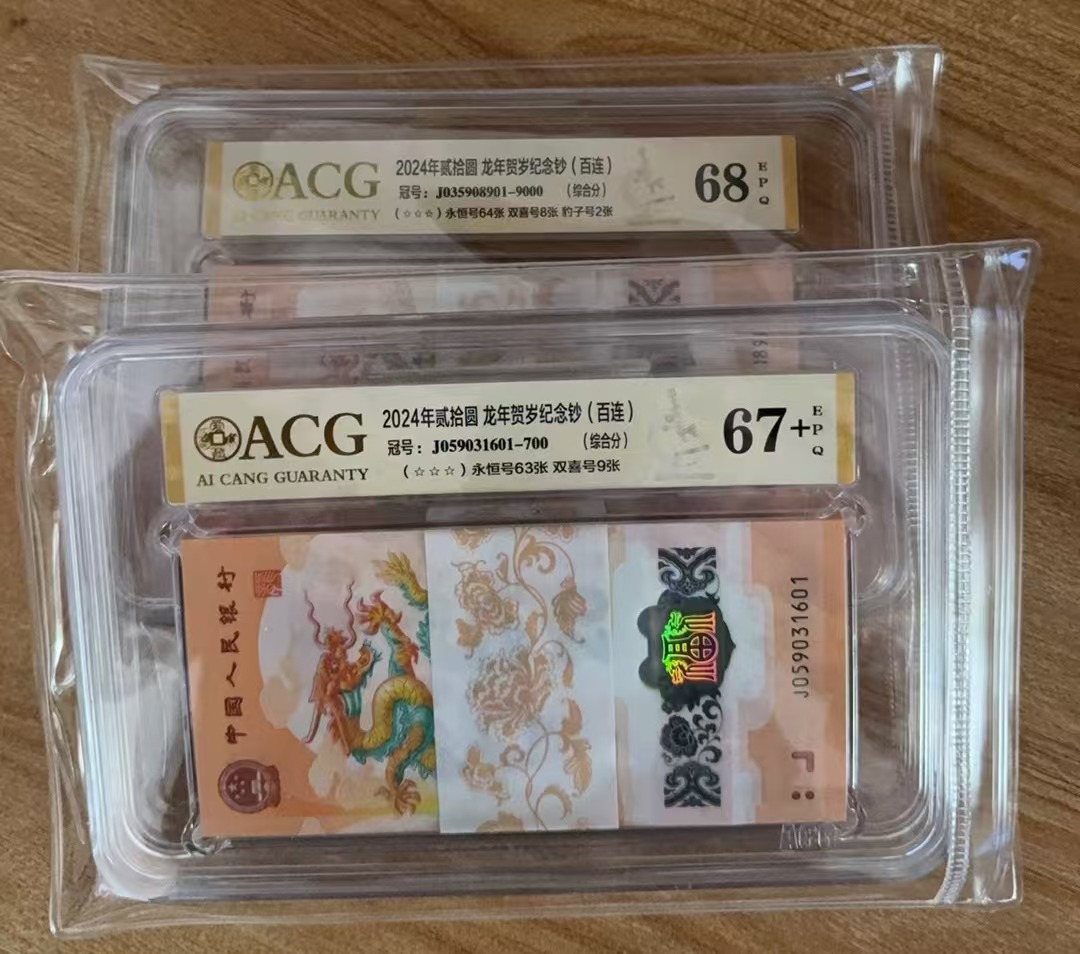 ACG
AI CANG GUARANTY
2024年贰拾圆 龙年贺岁纪念钞（百连）
冠号：J035908901-9000 （综合分）
（☆☆☆）永恒号64张 双喜号8张 豹子号2张
68 EPQ
ACG
AI CANG GUARANTY
2024年贰拾圆 龙年贺岁纪念钞（百连）
冠号：J059031601-700 （综合分）
（☆☆☆）永恒号63张 双喜号9张
67+ EPQ
中国人民银行
福
J059031601